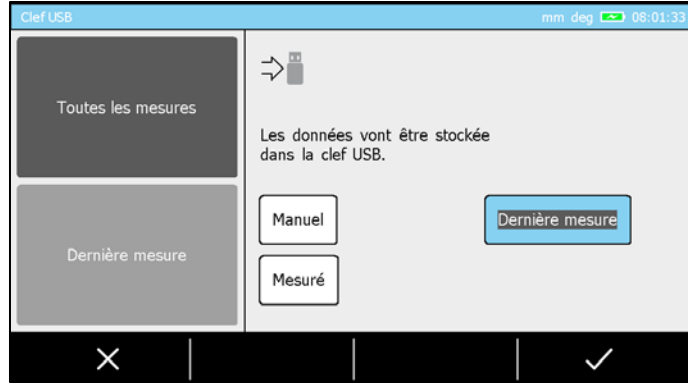 Clef USB
mm deg 08:01:33
Toutes les mesures
Dernière mesure
Les données vont être stockée
dans la clef USB.
Manuel
Dernière mesure
Mesuré